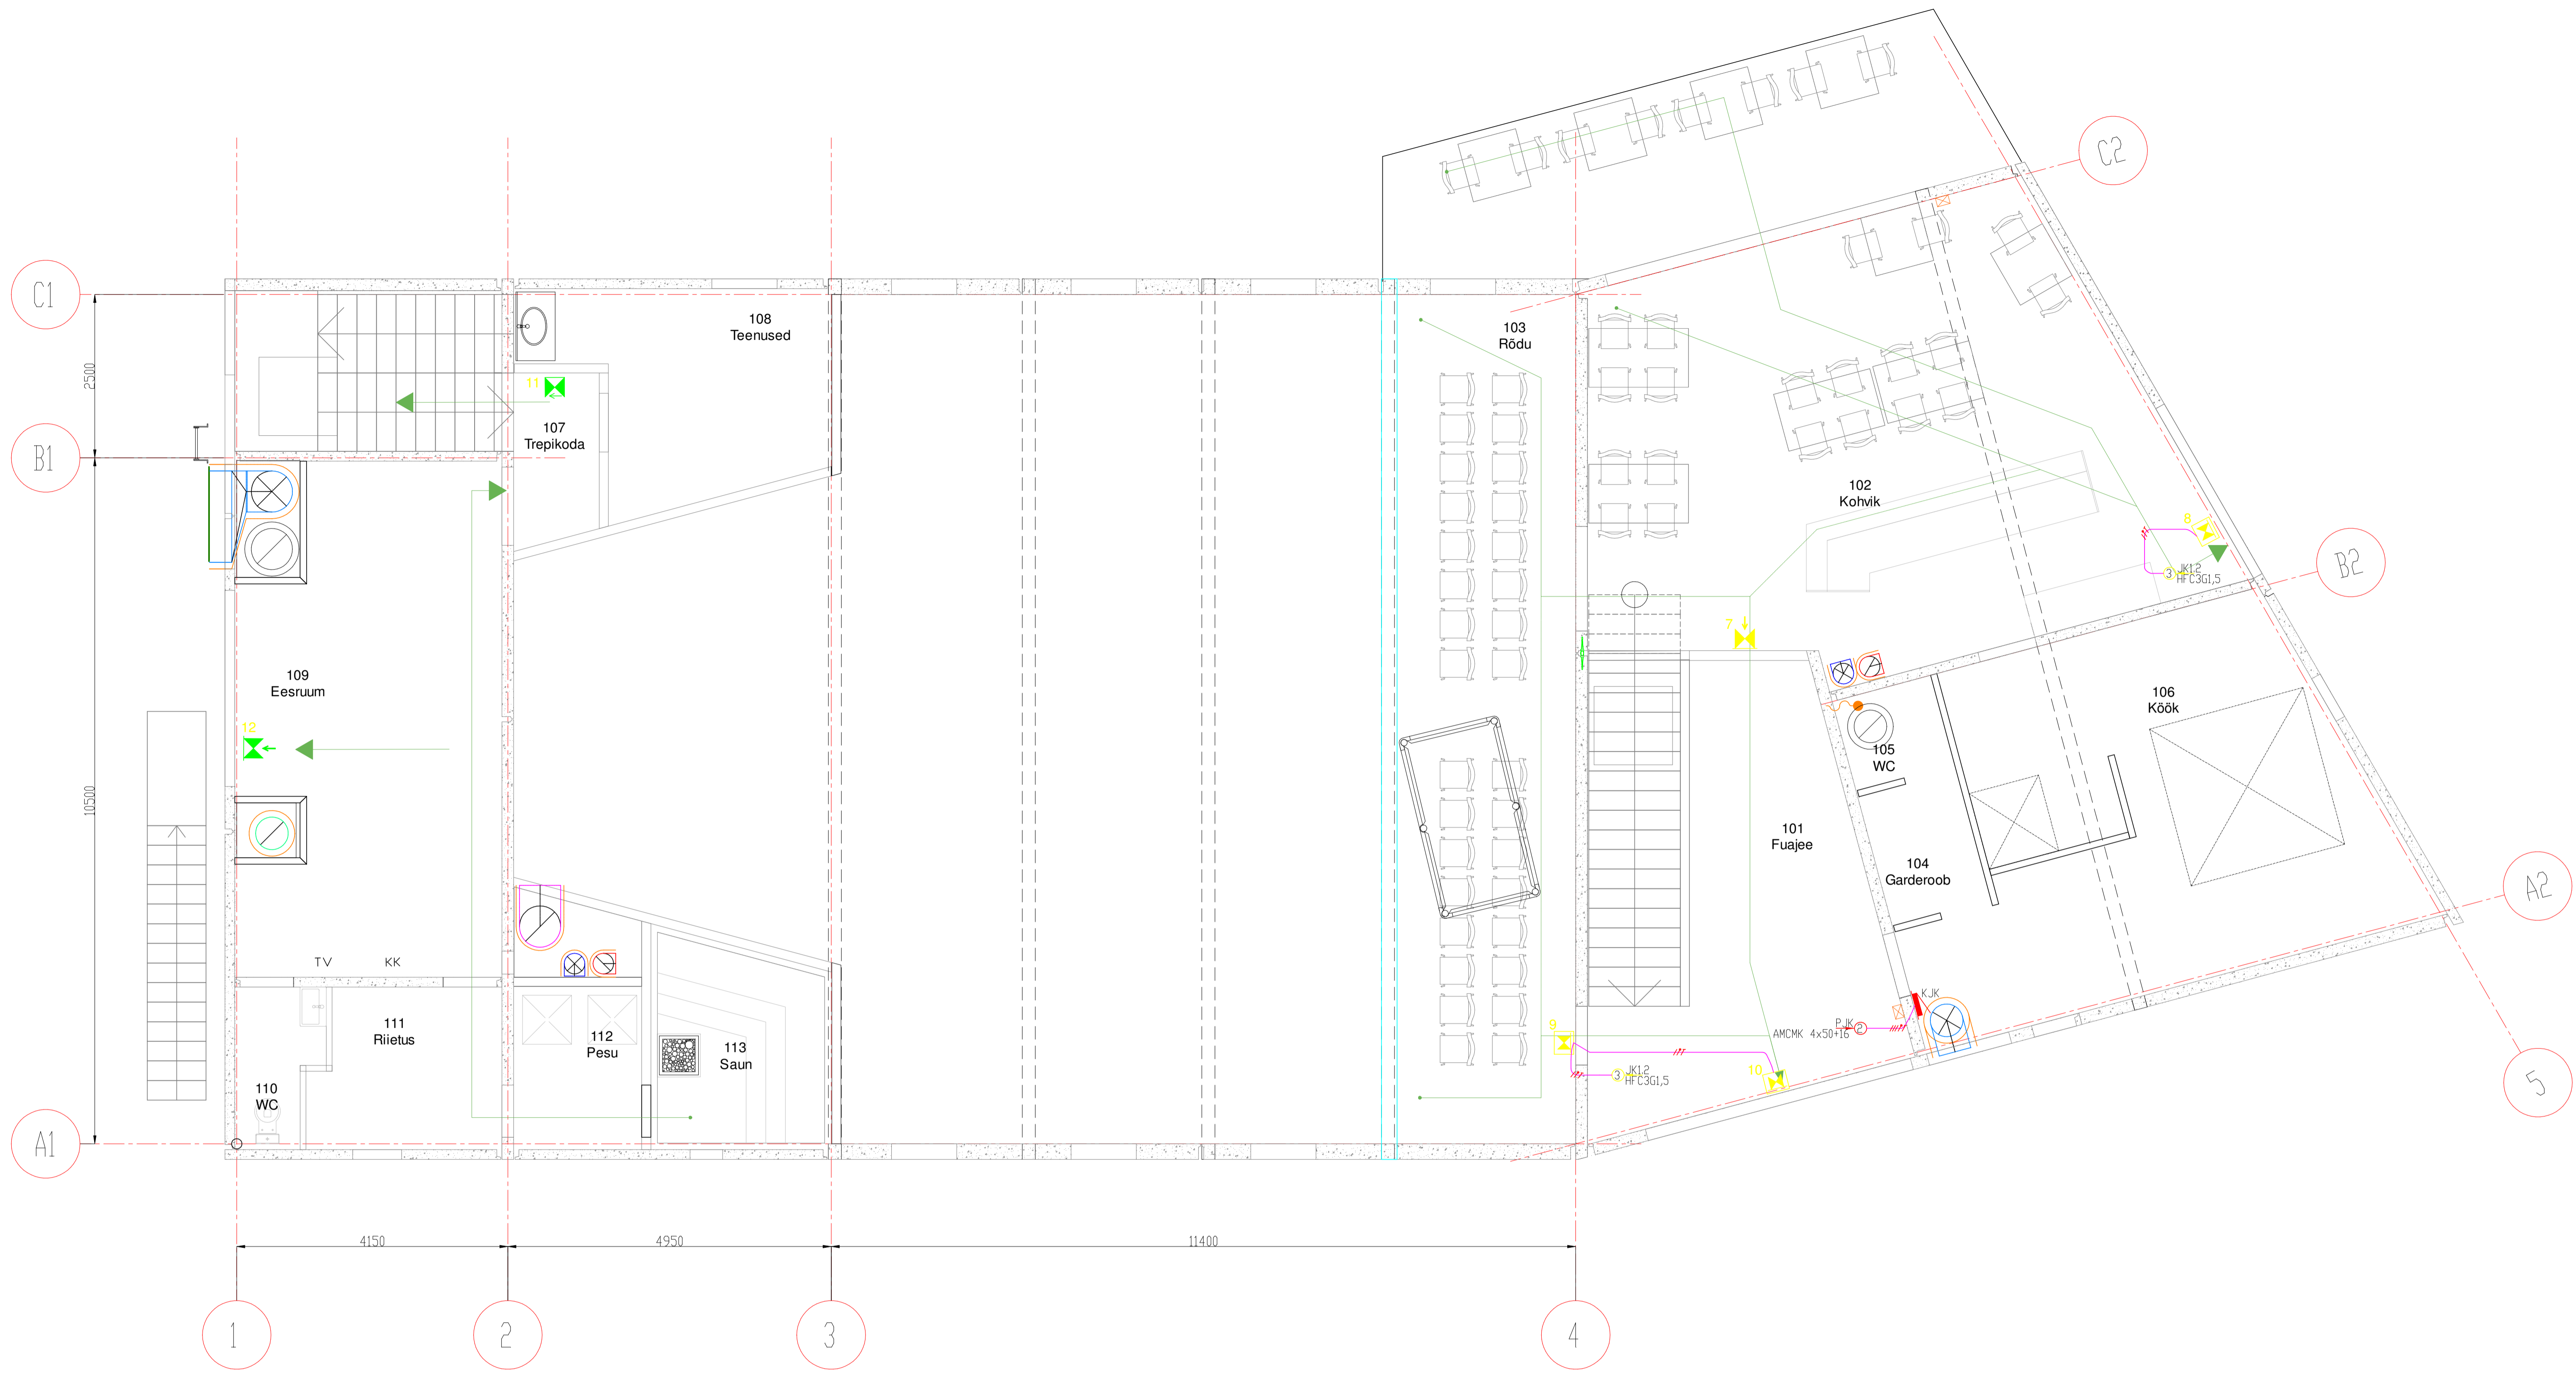 C2
C1
108
Teenused
103
Rõdu
2500
11
107
Trepikoda
B1
102
Kohvik
8
B2
3
JK1.2
HFC3G1,5
7
109
Eesruum
106
Köök
12
105
WC
10500
101
Fuajee
104
Garderoob
A2
TV
KK
KJK
111
Riietus
112
Pesu
113
Saun
9
PJK
2
AMCMK 4x50+16
10
3
JK1.2
HFC3G1,5
110
WC
5
A1
4150
4950
11400
1
2
3
4